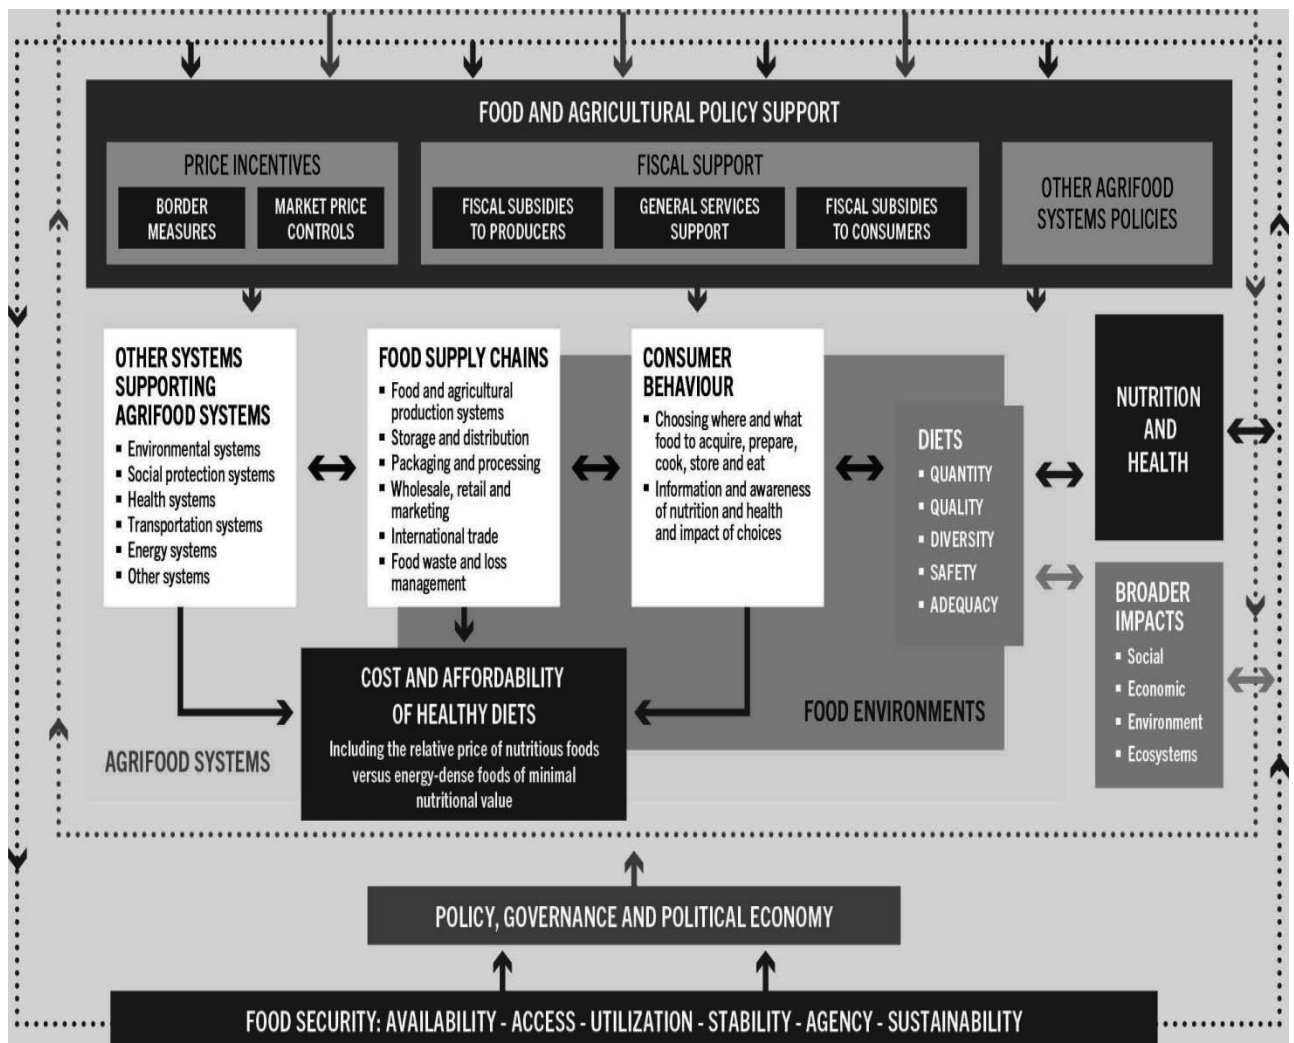 FOOD AND AGRICULTURAL POLICY SUPPORT
PRICE INCENTIVES
BORDER
MEASURES
MARKET PRICE
CONTROLS
FISCAL SUPPORT
FISCAL SUBSIDIES
TO PRODUCERS
GENERAL SERVICES
SUPPORT
FISCAL SUBSIDIES
TO CONSUMERS
OTHER AGRIFOOD
SYSTEMS POLICIES
OTHER SYSTEMS
SUPPORTING
AGRIFOOD SYSTEMS
▪ Environmental systems
▪ Social protection systems
▪ Health systems
▪ Transportation systems
▪ Energy systems
▪ Other systems
FOOD SUPPLY CHAINS
▪ Food and agricultural
production systems
▪ Storage and distribution
▪ Packaging and processing
▪ Wholesale, retail and
marketing
▪ International trade
▪ Food waste and loss
management
CONSUMER
BEHAVIOUR
▪ Choosing where and what
food to acquire, prepare,
cook, store and eat
▪ Information and awareness
of nutrition and health
and impact of choices
DIETS
▪ QUANTITY
▪ QUALITY
▪ DIVERSITY
▪ SAFETY
▪ ADEQUACY
NUTRITION
AND
HEALTH
BROADER
IMPACTS
▪ Social
▪ Economic
▪ Environment
▪ Ecosystems
COST AND AFFORDABILITY
OF HEALTHY DIETS
Including the relative price of nutritious foods
versus energy-dense foods of minimal
nutritional value
FOOD ENVIRONMENTS
AGRIFOOD SYSTEMS
POLICY, GOVERNANCE AND POLITICAL ECONOMY
FOOD SECURITY: AVAILABILITY - ACCESS - UTILIZATION - STABILITY - AGENCY - SUSTAINABILITY